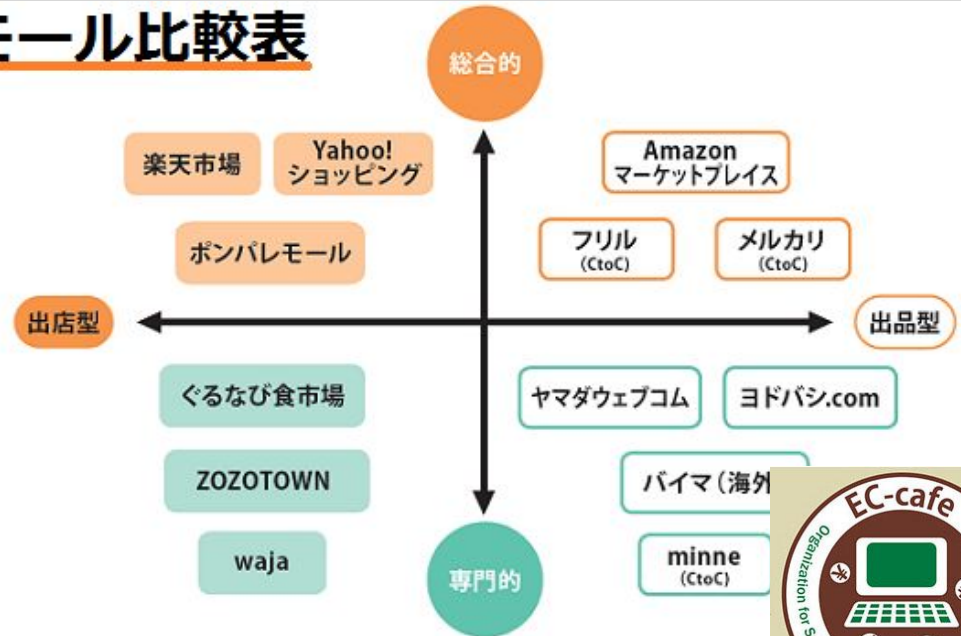 モール比較表
総合的
楽天市場
Yahoo!
ショッピング
Amazon
マーケットプレイス
ポンパレモール
フリル
(CtoC)
メルカリ
(CtoC)
出店型
出品型
ぐるなび食市場
ヤマダウェブコム
ヨドバシ.com
ZOZOTOWN
バイマ（海外
waja
minne
(CtoC)
専門的
EC-cafe
Organization for S